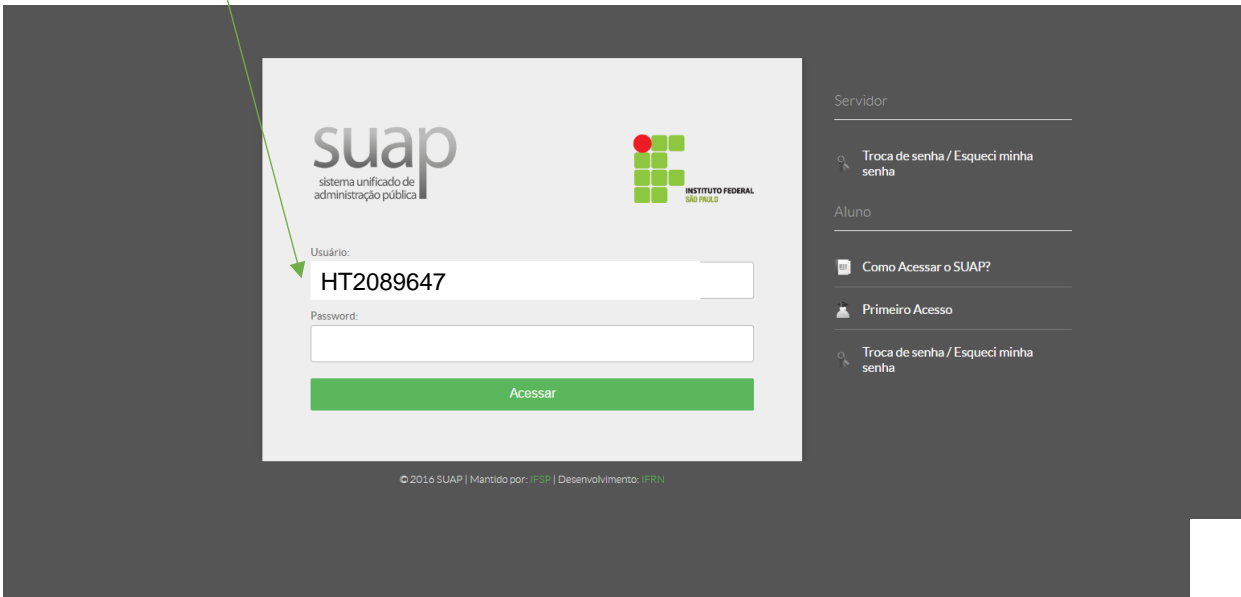 suap
sistema unificado de
administração pública
INSTITUTO FEDERAL
SÃO PAULO
Usuário:
HT2089647
Password:
Acessar
Servidor
Troca de senha / Esqueci minha
senha
Aluno
Como Acessar o SUAP?
Primeiro Acesso
Troca de senha / Esqueci minha
senha
© 2016 SUAP | Mantido por: IFSP | Desenvolvimento: IFRN